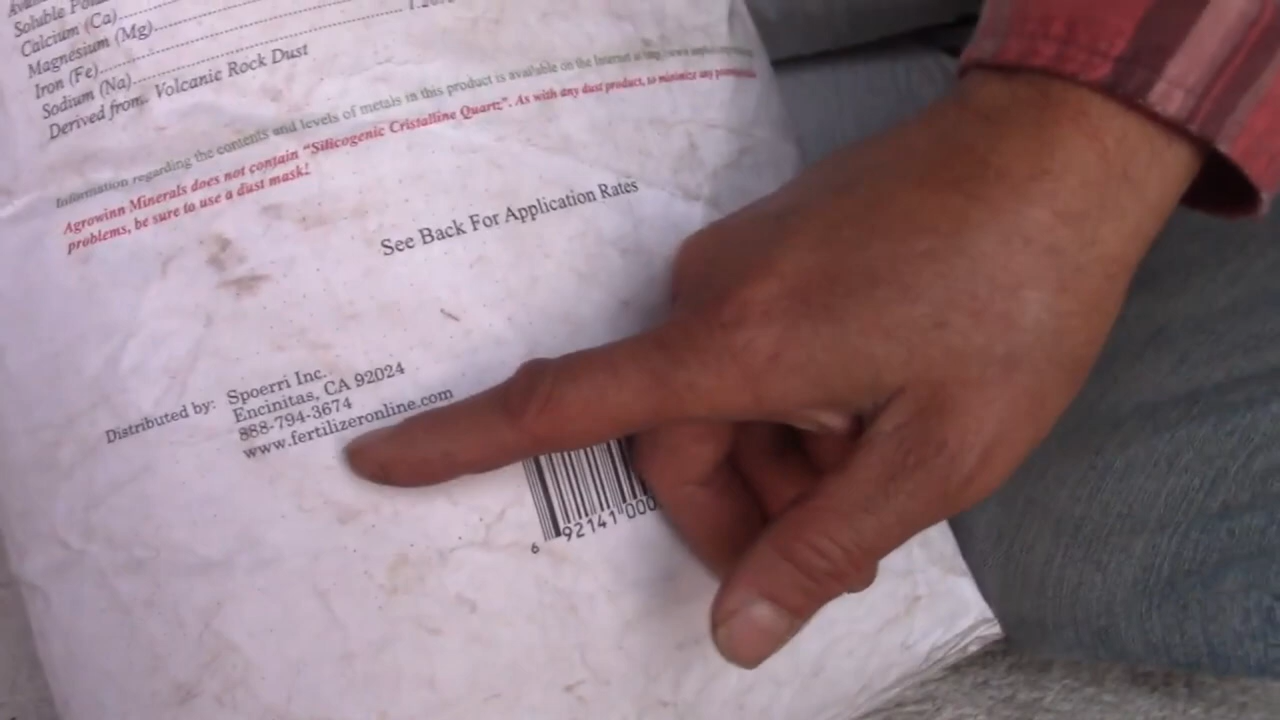 Soluble
Calcium (Ca)
Magnesium (Mg)
Iron (Fe)
Sodium (Na)
Derived from: Volcanic Rock Dust
Information regarding the contents and levels of metals in this product is available on the Internet at
Agrowinn Minerals does not contain "Silicogenic Cristalline Quartz". As with any dust product, to minimize any
problems, be sure to use a dust mask!
See Back For Application Rates
Distributed by: Spoerri Inc.
Encinitas, CA 92024
888-794-3674
www.fertilizeronline.com
6 92141 000